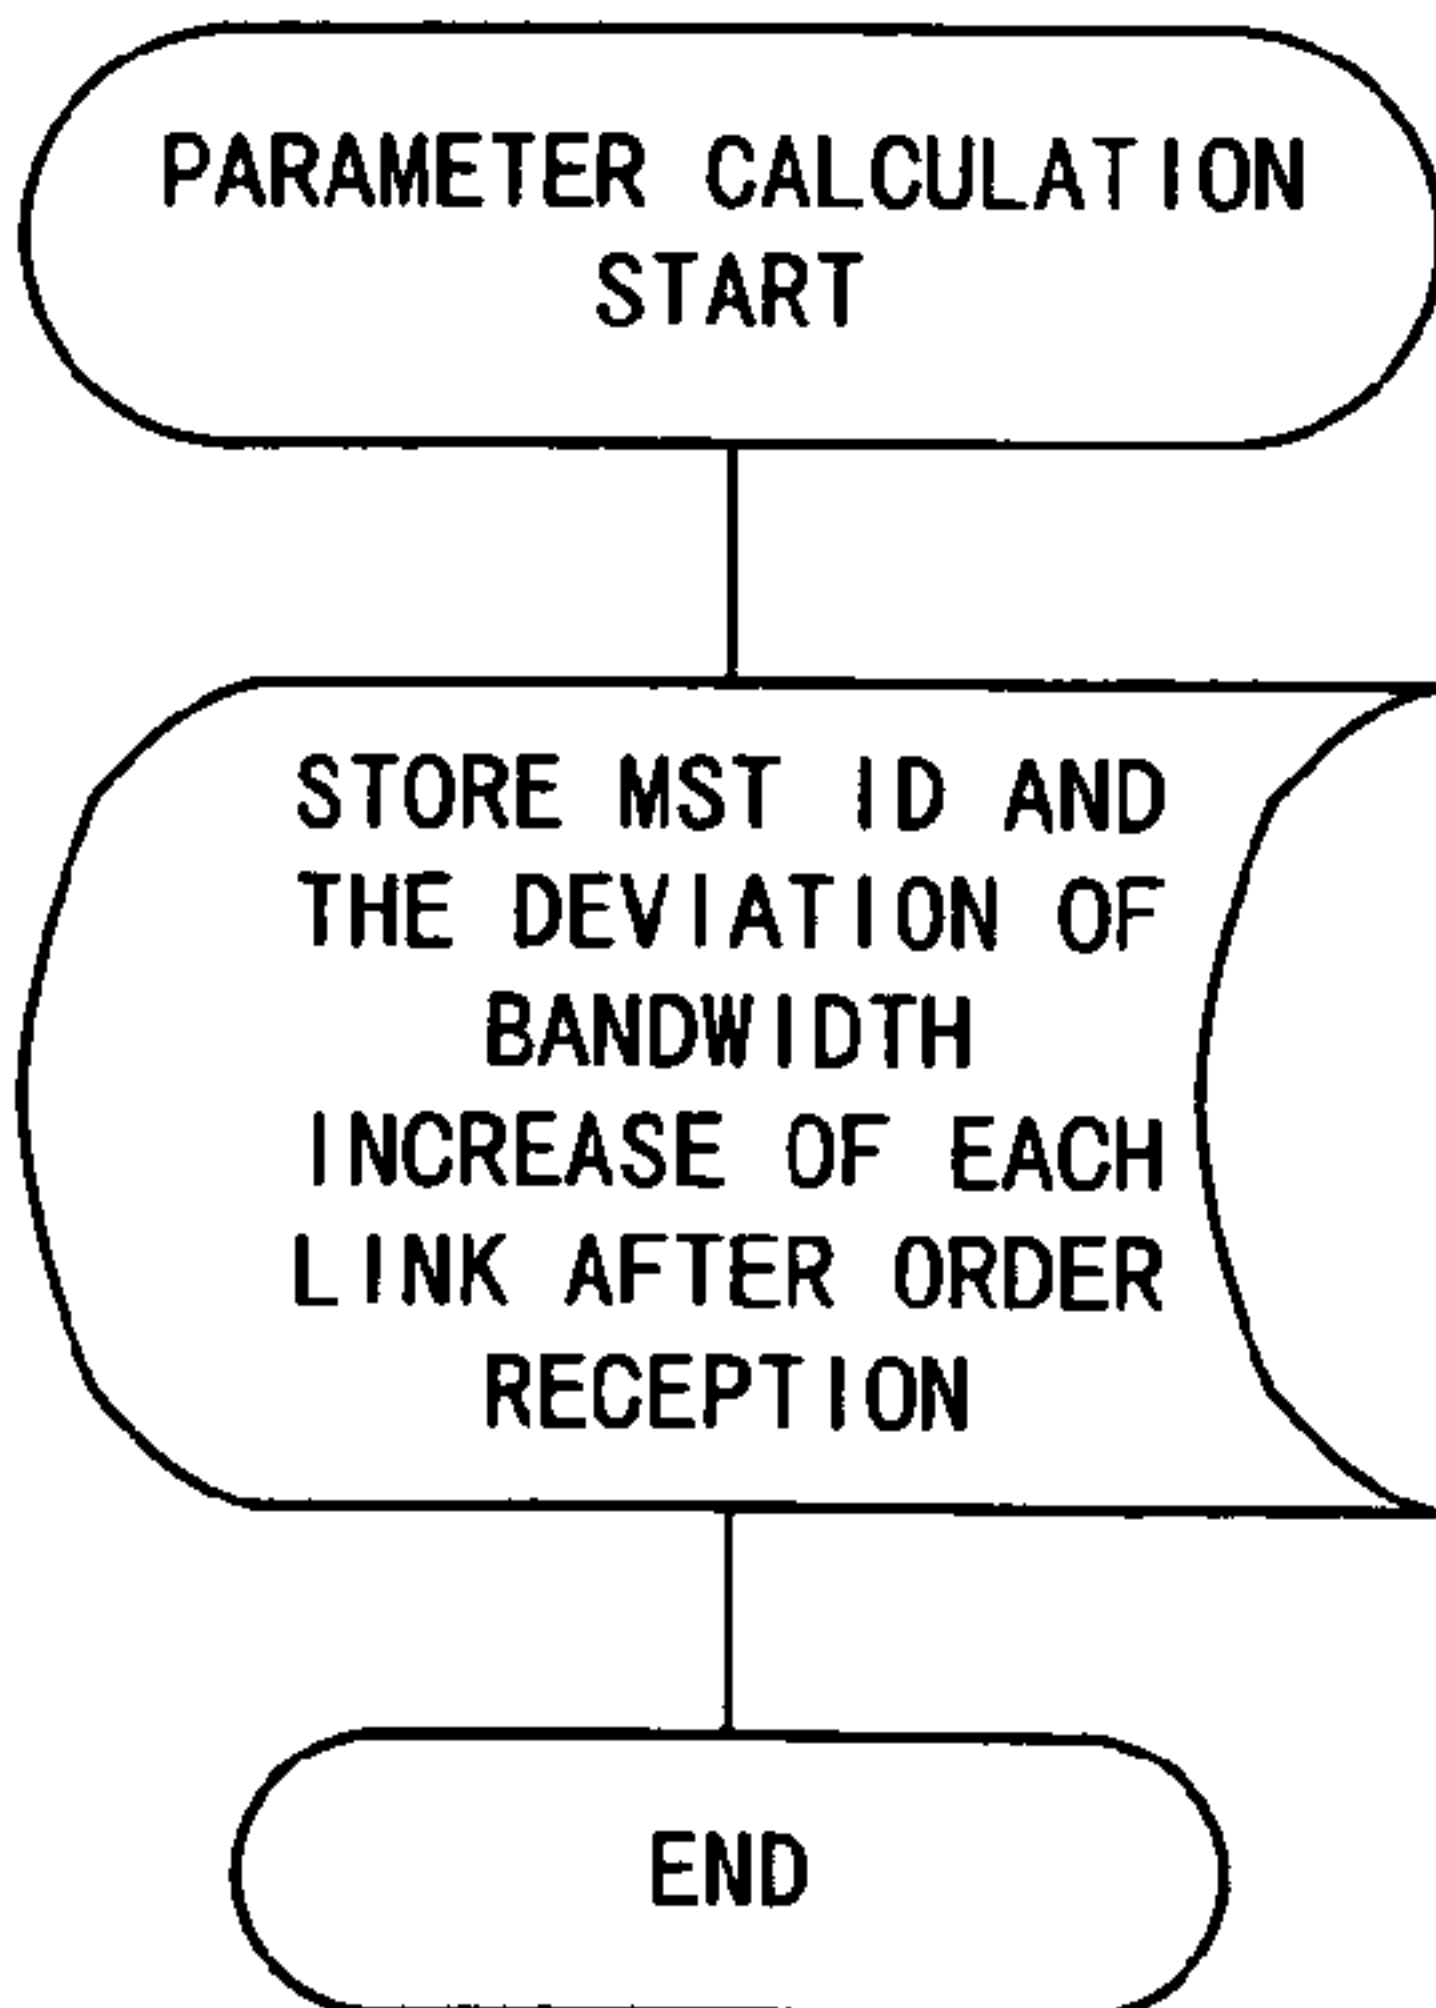 PARAMETER CALCULATION
START
STORE MST ID AND
THE DEVIATION OF
BANDWIDTH
INCREASE OF EACH
LINK AFTER ORDER
RECEPTION
END